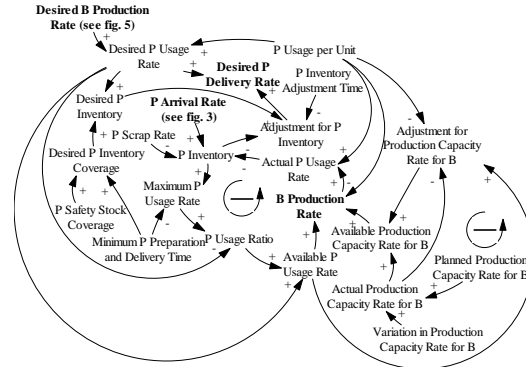 Desired B Production
Rate (see fig. 5)
+
Desired P Usage
Rate
P Usage per Unit
+
+
+
+
Desired P
Delivery Rate
P Inventory
Adjustment Time
Desired P
Inventory
P Arrival Rate
(see fig. 3)
+
+
-
-
+
P Scrap Rate
+
-
P Inventory
-
Adjustment for P
Inventory
Adjustment for
Production Capacity
Rate for B
Desired P Inventory
Coverage
-
Actual P Usage
Rate
+
-
+
+
+
+
Maximum P
Usage Rate
+
P Safety Stock
Coverage
-
+
B Production
Rate
+
Minimum P Preparation
and Delivery Time
-
P Usage Ratio
+
Available Production
Capacity Rate for B
+
Available P
Usage Rate
+
+
Planned Production
Capacity Rate for B
Actual Production
Capacity Rate for B
+
+
Variation in Production
Capacity Rate for B